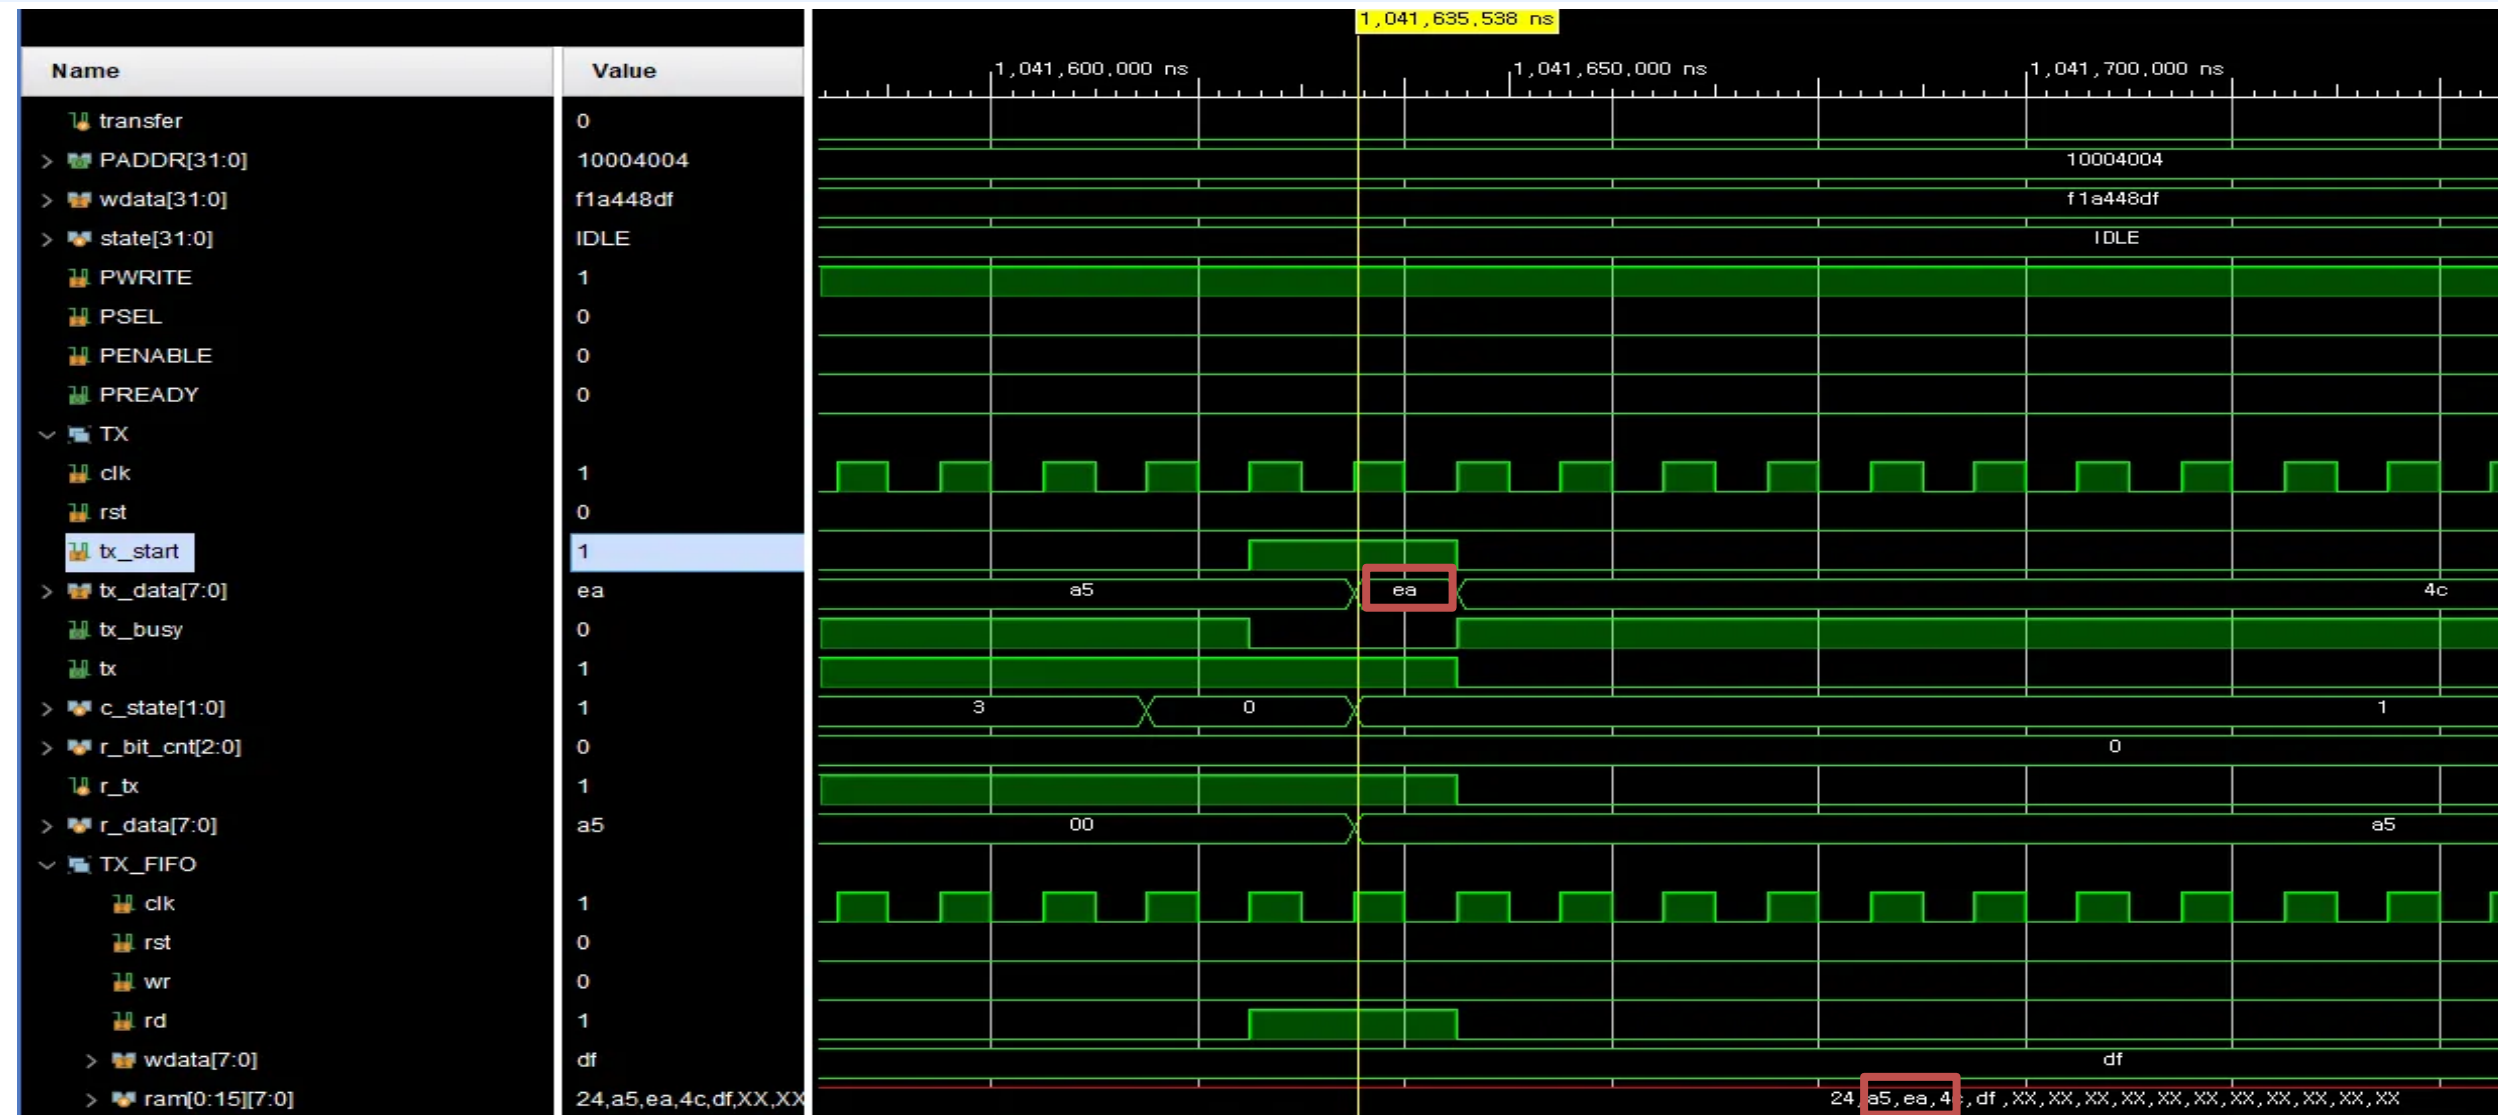 1,041,635.538 ns
Name Value 1,041,600.000 ns 1,041,650.000 ns 1,041,700.000 ns
transfer 0
PADDR[31:0] 10004004 10004004
wdata[31:0] f1a448df f1a448df
state[31:0] IDLE IDLE
PWRITE 1
PSEL 0
PENABLE 0
PREADY 0
TX
clk 1
rst 0
tx_start 1
tx_data[7:0] ea a5 ea 4c
tx_busy 0
tx 1
c_state[1:0] 1 3 0 1
r_bit_cnt[2:0] 0 0
r_tx 1
r_data[7:0] a5 00 a5
TX_FIFO
clk 1
rst 0
wr 0
rd 1
wdata[7:0] df df
ram[0:15][7:0] 24,a5,ea,4c,df,XX,XX 24,a5,ea,4c,df,XX,XX,XX,XX,XX,XX,XX,XX,XX,XX,XX